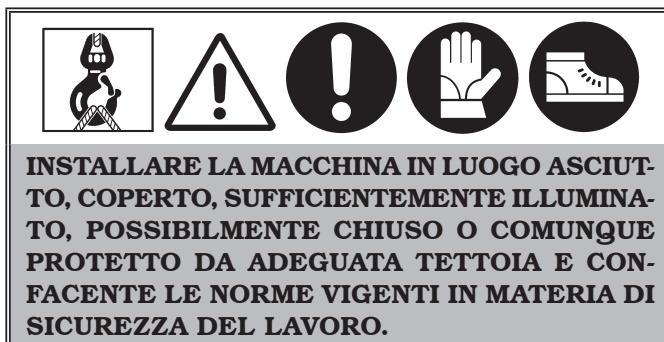 INSTALLARE LA MACCHINA IN LUOGO ASCIUT-
TO, COPERTO, SUFFICIENTEMENTE ILLUMINA-
TO, POSSIBILMENTE CHIUSO O COMUNQUE
PROTETTO DA ADEGUATA TETTOIA E CON-
FACENTE LE NORME VIGENTI IN MATERIA DI
SICUREZZA DEL LAVORO.